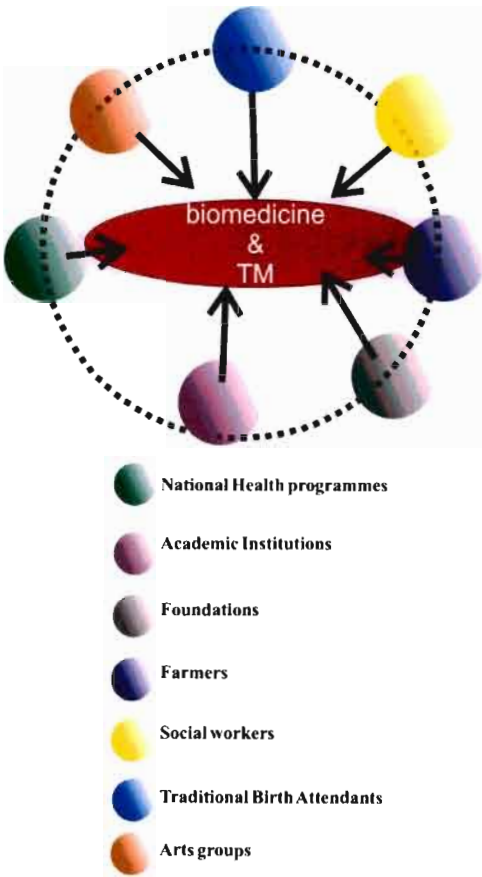 biomedicine
&
TM
National Health programmes
Academic Institutions
Foundations
Farmers
Social workers
Traditional Birth Attendants
Arts groups